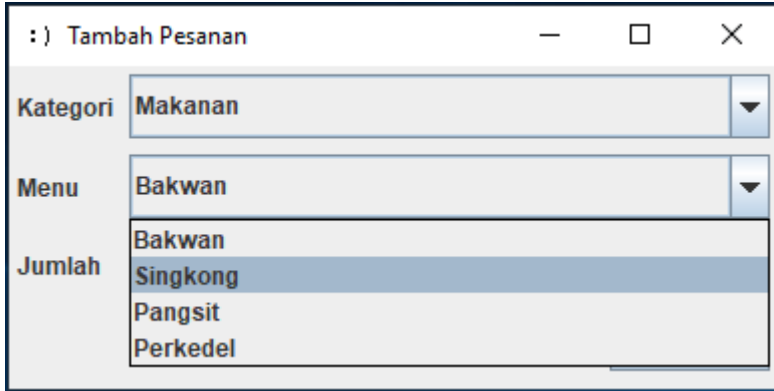 :) Tambah Pesanan
Kategori Makanan
Menu Bakwan
Bakwan
Jumlah Singkong
Pangsit
Perkedel